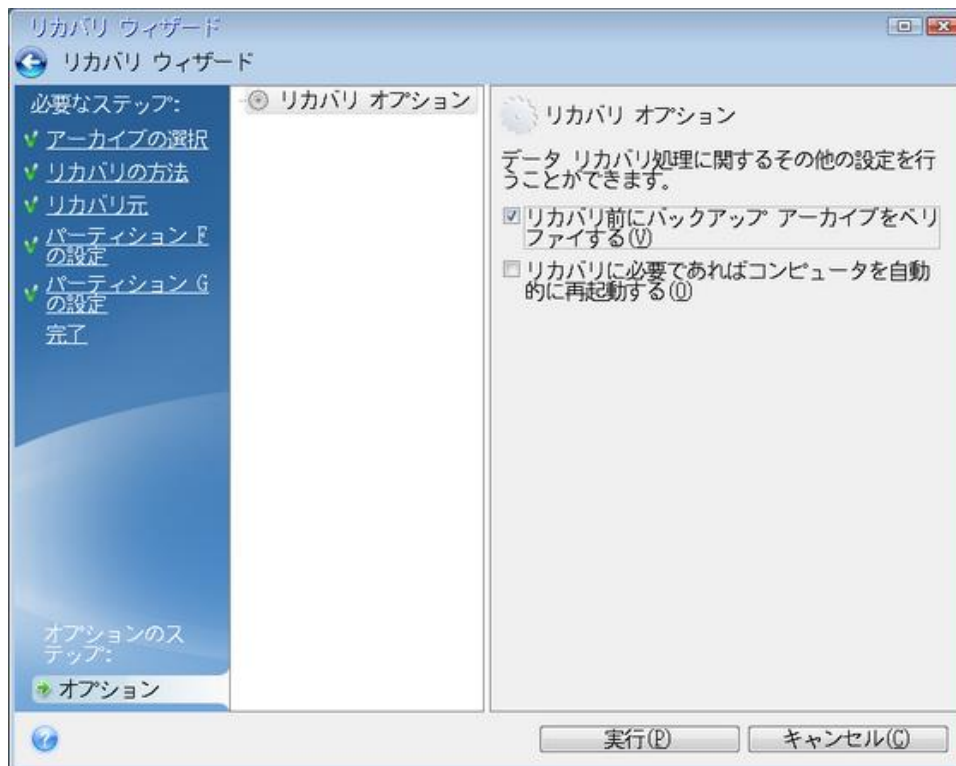 リカバリ ウィザード
リカバリ ウィザード
必要なステップ:
アーカイブの選択
リカバリの方法
リカバリ元
パーティション F
の設定
パーティション G
の設定
完了
オプションのス
テップ:
オプション
リカバリ オプション
リカバリ オプション
データ リカバリ処理に関するその他の設定を行
うことができます。
リカバリ前にバックアップ アーカイブをベリ
ファイする(V)
リカバリに必要であればコンピュータを自動
的に再起動する(O)
実行(P)
キャンセル(C)